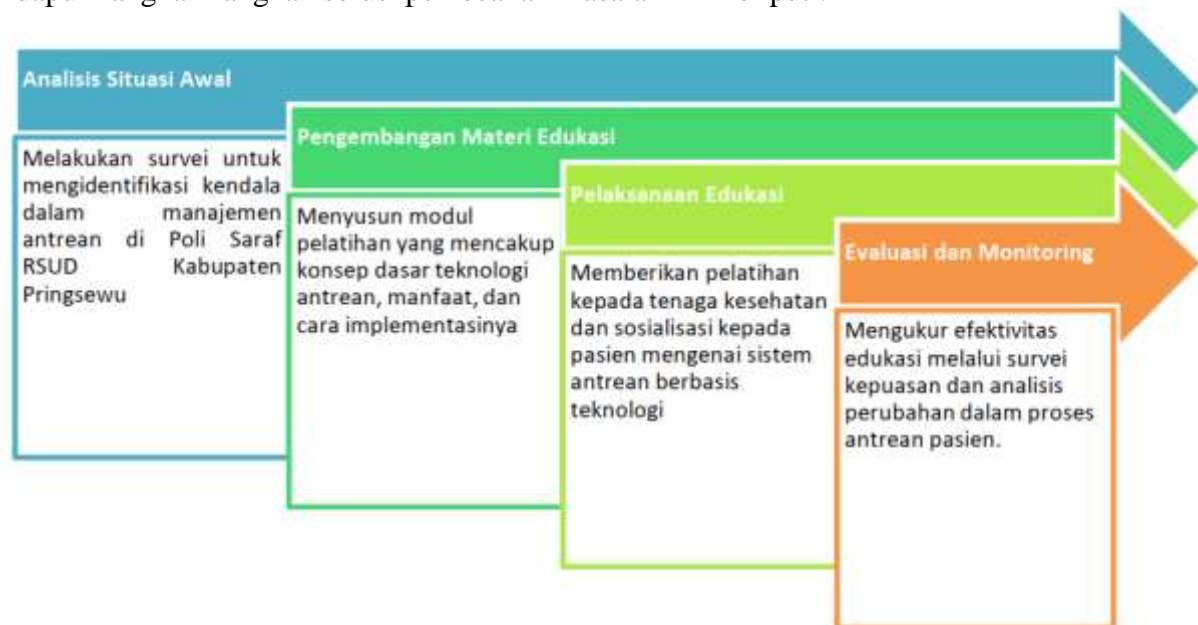 Analisis Situasi Awal
Melakukan survei untuk
mengidentifikasi kendala
dalam manajemen
antrean di Poli Saraf
RSUD Kabupaten
Pringsewu
Pengembangan Materi Edukasi
Menyusun modul
pelatihan yang mencakup
konsep dasar teknologi
antrean, manfaat, dan
cara implementasinya
Pelaksanaan Edukasi
Memberikan pelatihan
kepada tenaga kesehatan
dan sosialisasi kepada
pasien mengenai sistem
antrean berbasis
teknologi
Evaluasi dan Monitoring
Mengukur efektivitas
edukasi melalui survei
kepuasan dan analisis
perubahan dalam proses
antrean pasien.